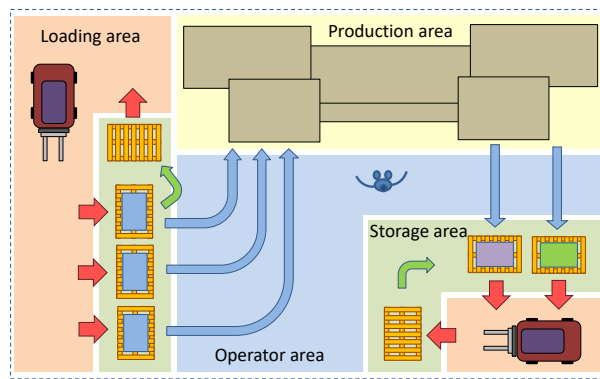 Loading area
Production area
Storage area
Operator area